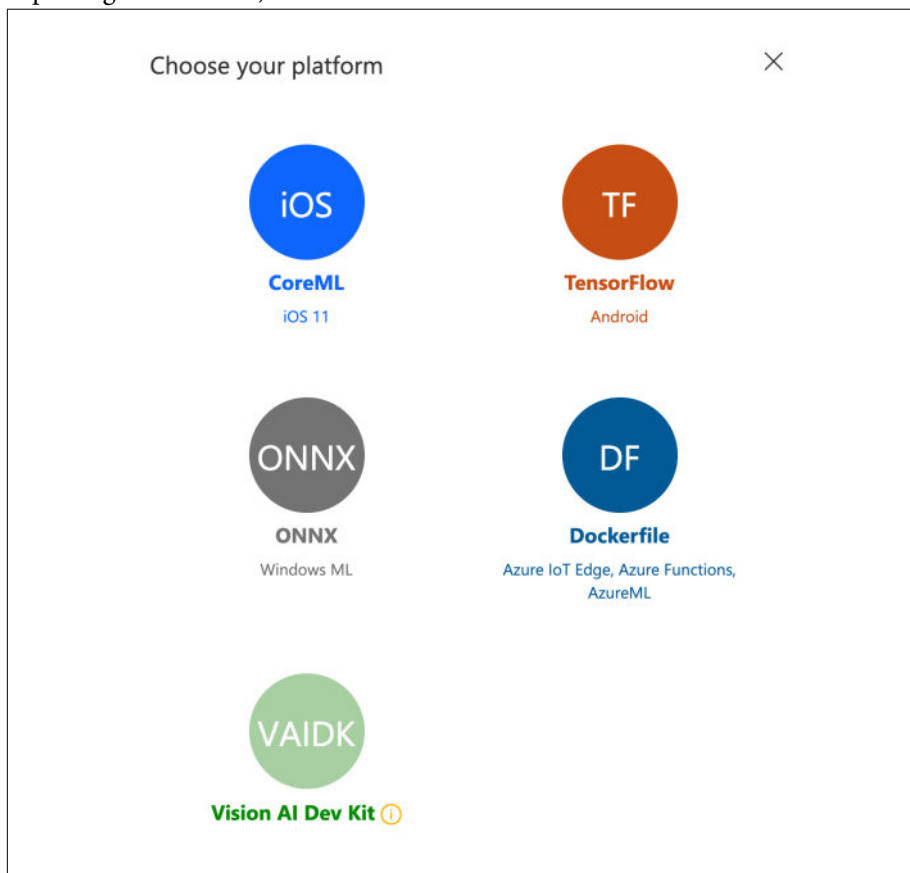 Choose your platform
iOS
TF
CoreML
TensorFlow
iOS 11
Android
ONNX
DF
ONNX
Dockerfile
Windows ML
Azure IoT Edge, Azure Functions,
AzureML
VAIDK
Vision AI Dev Kit